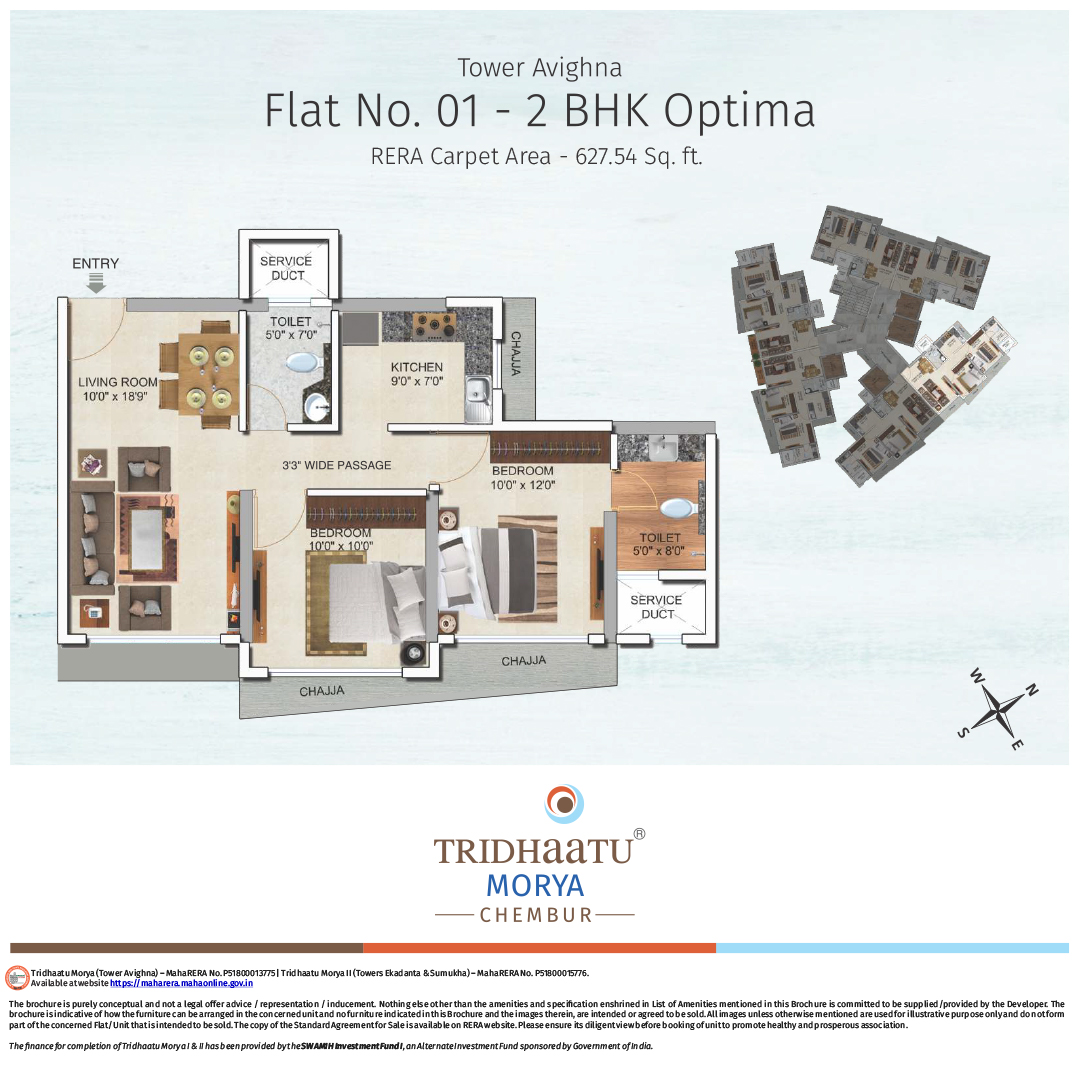 Tower Avighna
Flat No. 01 - 2 BHK Optima
RERA Carpet Area - 627.54 Sq. ft.
ENTRY
SERVICE
DUCT
TOILET
5'0" x 7'0"
KITCHEN
9'0" x 7'0"
CHAJJA
LIVING ROOM
10'0" x 18'9"
3'3" WIDE PASSAGE
BEDROOM
10'0" x 12'0"
BEDROOM
10'0" x 10'0"
TOILET
5'0" x 8'0"
SERVICE
DUCT
CHAJJA
CHAJJA
W
N
S
E
TRIDHaaTU®
MORYA
CHEMBUR
Tridhaatu Morya (Tower Avighna) – MahaRERA No. P51800013775 | Tridhaatu Morya II (Towers Ekadanta & Sumukha) – MahaRERA No. P51800015776.
Available at website https://maharera.mahaonline.gov.in
The brochure is purely conceptual and not a legal offer advice / representation / inducement. Nothing else other than the amenities and specification enshrined in List of Amenities mentioned in this Brochure is committed to be supplied /provided by the Developer. The
brochure is indicative of how the furniture can be arranged in the concerned unit and no furniture indicated in this Brochure and the images therein, are intended or agreed to be sold. All images unless otherwise mentioned are used for illustrative purpose only and do not form
part of the concerned Flat/ Unit that is intended to be sold. The copy of the Standard Agreement for Sale is available on RERA website. Please ensure its diligent view before booking of unit to promote healthy and prosperous association.
The finance for completion of Tridhaatu Morya I & II has been provided by the SWAMIH Investment Fund I, an Alternate Investment Fund sponsored by Government of India.